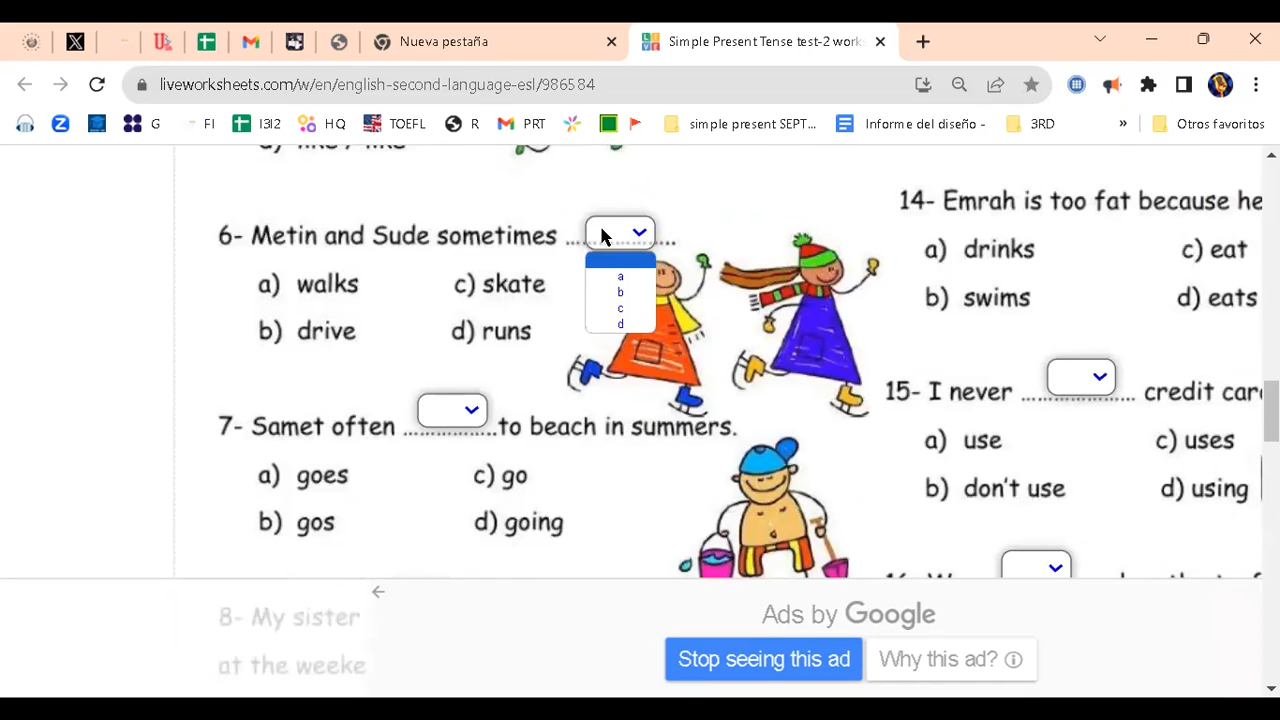 Nueva pestaña
Simple Present Tense test-2 work
liveworksheets.com/w/en/english-second-language-esl/986584
G FI I3I2 HQ TOEFL R PRT simple present SEPT... Informe del diseño - 3RD » Otros favoritos
6- Metin and Sude sometimes ....................
a) walks c) skate
b) drive d) runs
a
b
c
d
7- Samet often .................to beach in summers.
a) goes c) go
b) gos d) going
8- My sister
at the weeke
14- Emrah is too fat because he
a) drinks c) eat
b) swims d) eats
15- I never .................... credit car
a) use c) uses
b) don't use d) using
Ads by Google
Stop seeing this ad
Why this ad?